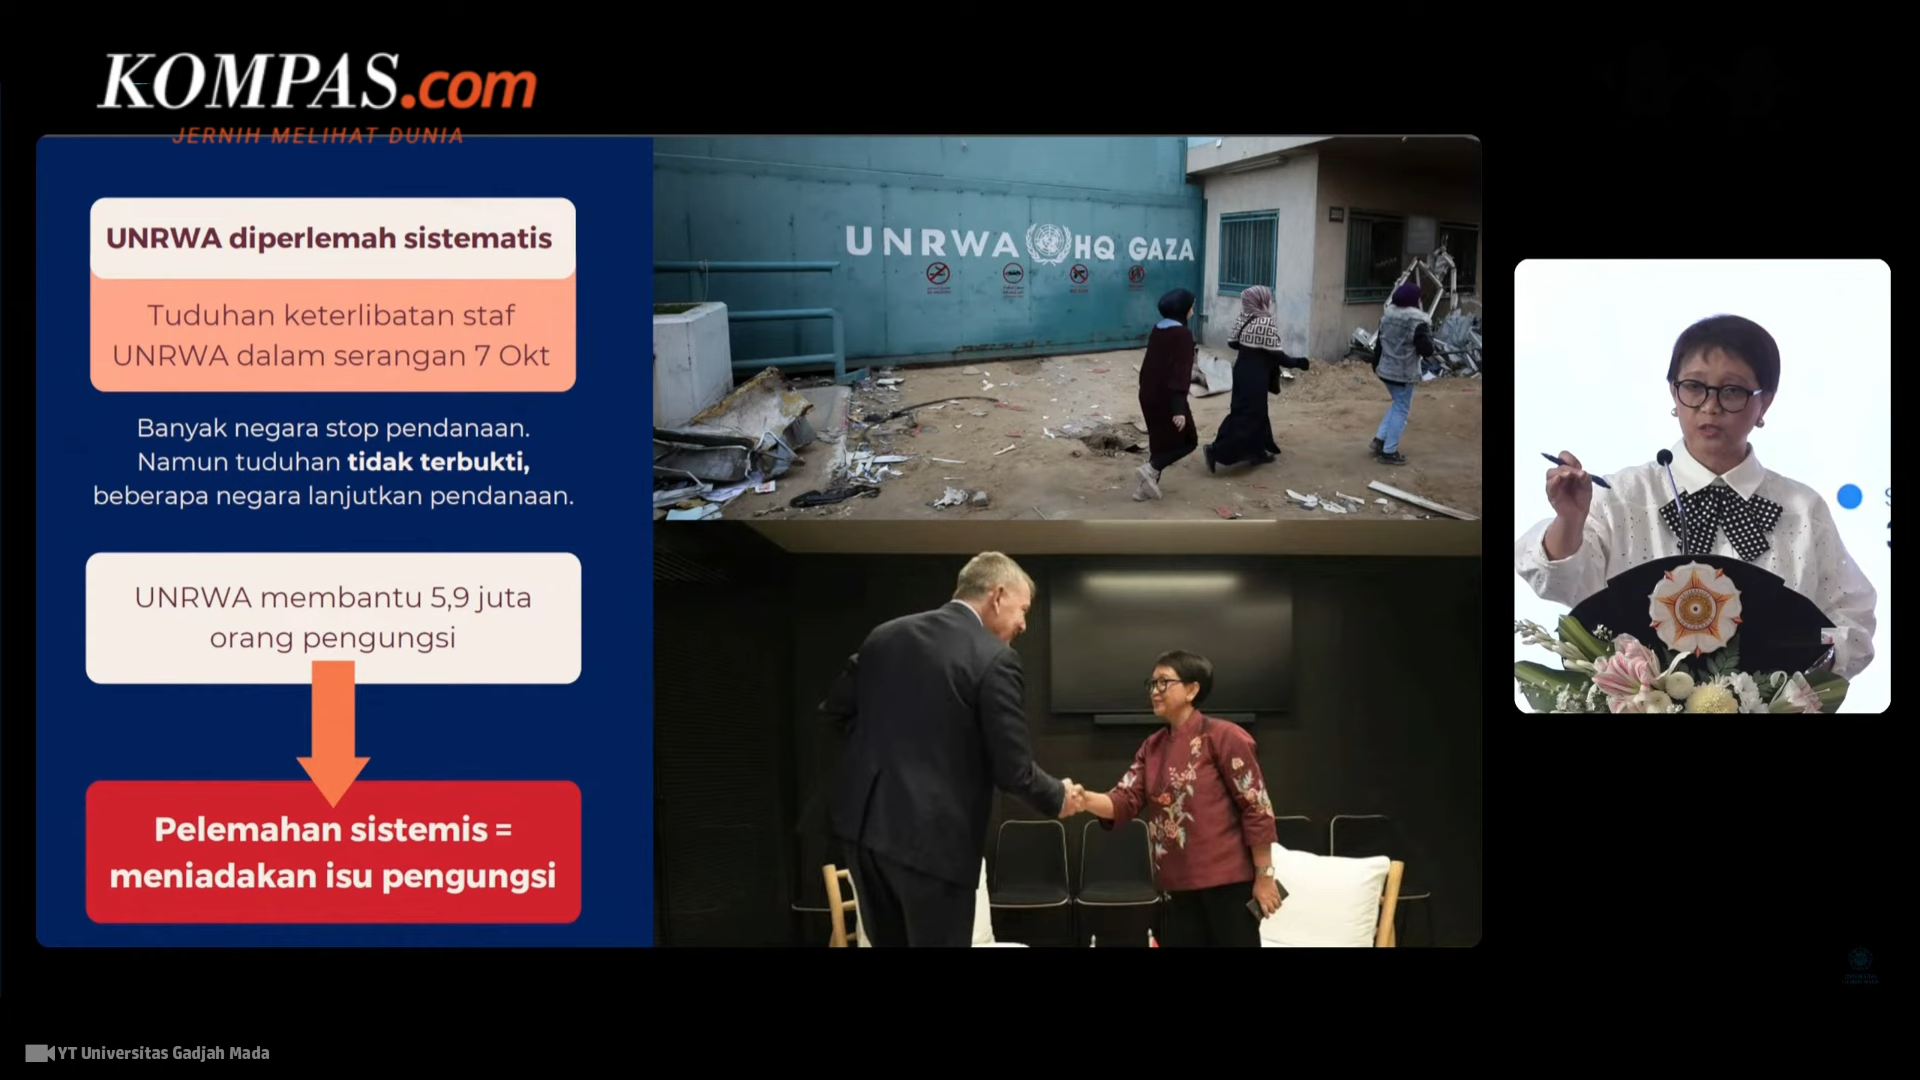 KOMPAS.com
JERNIH MELIHAT DUNIA
UNRWA diperlemah sistematis
Tuduhan keterlibatan staf
UNRWA dalam serangan 7 Okt
Banyak negara stop pendanaan.
Namun tuduhan tidak terbukti,
beberapa negara lanjutkan pendanaan.
UNRWA membantu 5,9 juta
orang pengungsi
Pelemahan sistemis =
meniadakan isu pengungsi
UNRWA HQ GAZA
YT Universitas Gadjah Mada